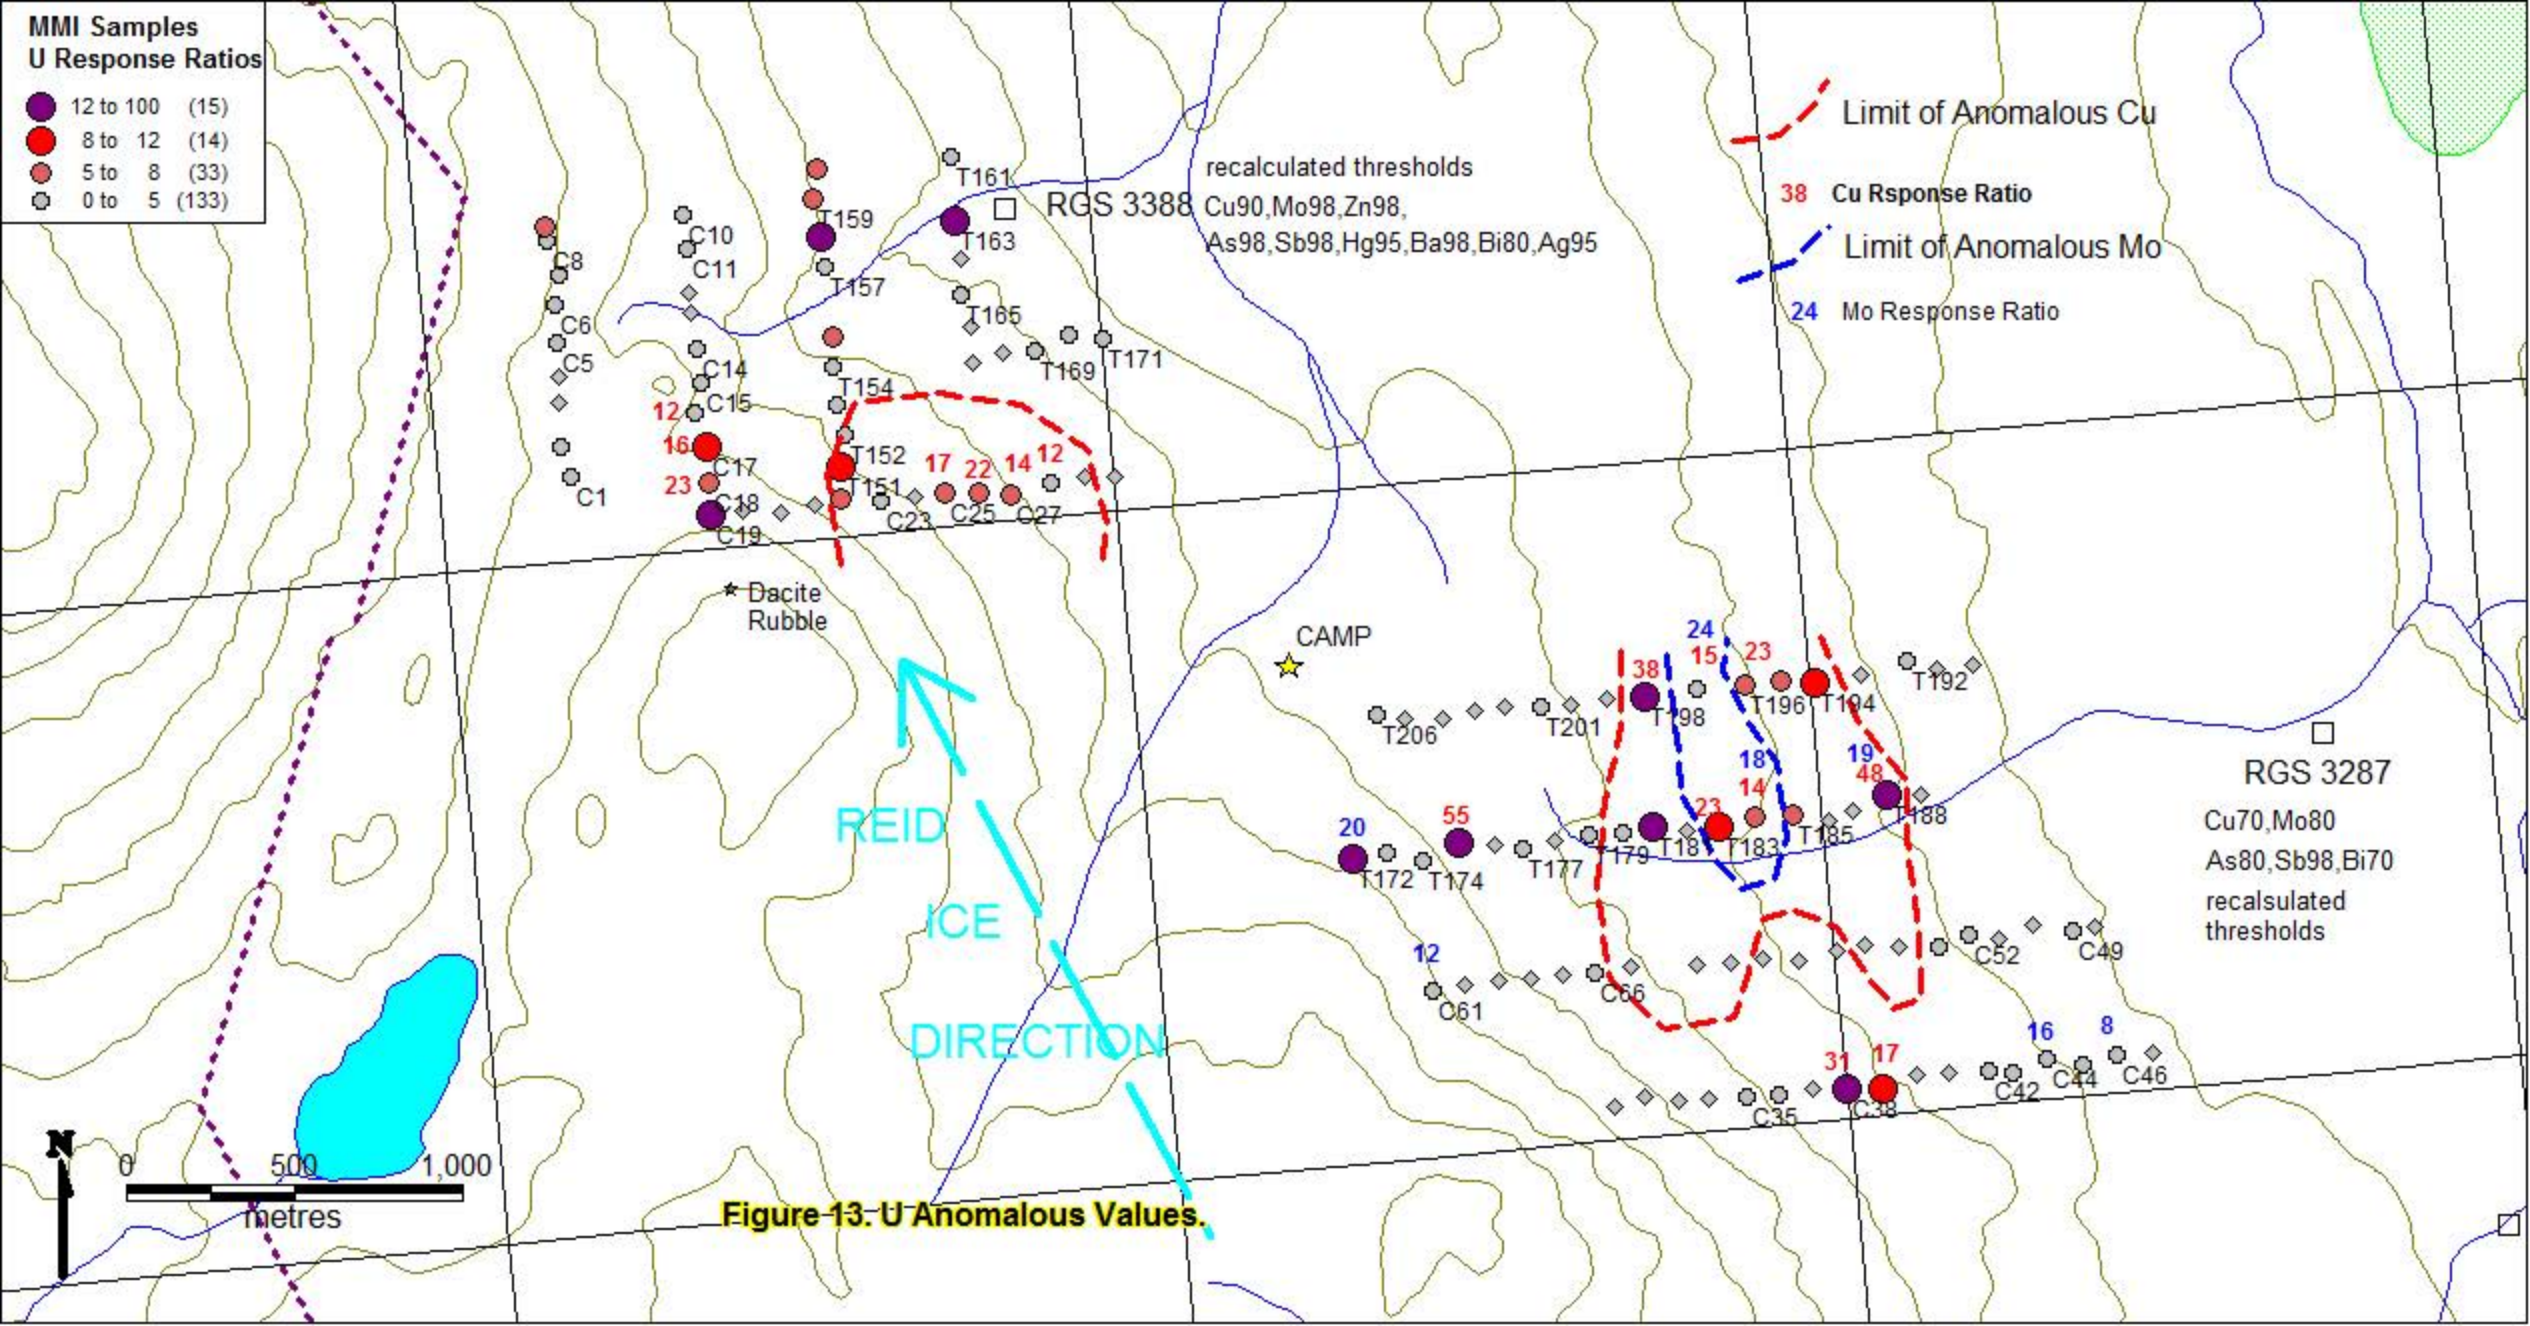 MMI Samples
U Response Ratios
12 to 100 (15)
8 to 12 (14)
5 to 8 (33)
0 to 5 (133)
Limit of Anomalous Cu
38 Cu Rsponse Ratio
Limit of Anomalous Mo
24 Mo Response Ratio
recalculated thresholds
RGS 3388 Cu90,Mo98,Zn98,
As98,Sb98,Hg95,Ba98,Bi80,Ag95
T161
T159
T163
C10
C11
C8
T157
T165
C6
C5
T169
T171
C14
C15
T154
12
16
C17
T152
17
22
14
12
23
T151
C18
C23
C25
C27
C1
C19
Dacite
Rubble
CAMP
24
38
15
23
T198
T196
T194
T192
T206
T201
18
19
14
48
23
T188
RGS 3287
Cu70,Mo80
As80,Sb98,Bi70
recalsulated
thresholds
20
55
T172
T174
T177
T179
T18
T183
T185
REID
ICE
DIRECTION
12
C61
C66
C52
C49
16
8
31
17
C35
C38
C42
C44
C46
N
0 500 1,000
metres
Figure 13. U Anomalous Values.